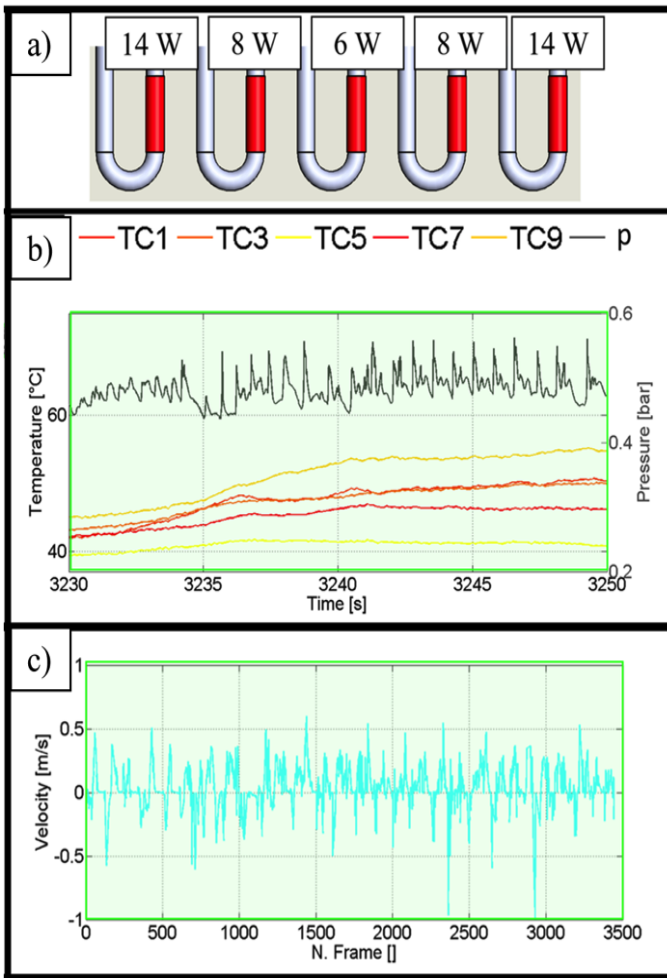 a)
14 W 8 W 6 W 8 W 14 W
b)
TC1 TC3 TC5 TC7 TC9 p
0.6
60
0.4
40
0.2
Temperature [°C]
Pressure [bar]
3230 3235 3240 3245 3250
Time [s]
c)
1
0.5
0
-0.5
-1
Velocity [m/s]
0 500 1000 1500 2000 2500 3000 3500
N. Frame []